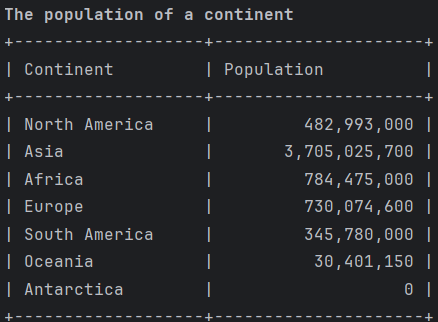 The population of a continent
+-------------------+---------------------+
| Continent         | Population          |
+-------------------+---------------------+
| North America     |         482,993,000 |
| Asia              |       3,705,025,700 |
| Africa            |         784,475,000 |
| Europe            |         730,074,600 |
| South America     |         345,780,000 |
| Oceania           |          30,401,150 |
| Antarctica        |                   0 |
+-------------------+---------------------+